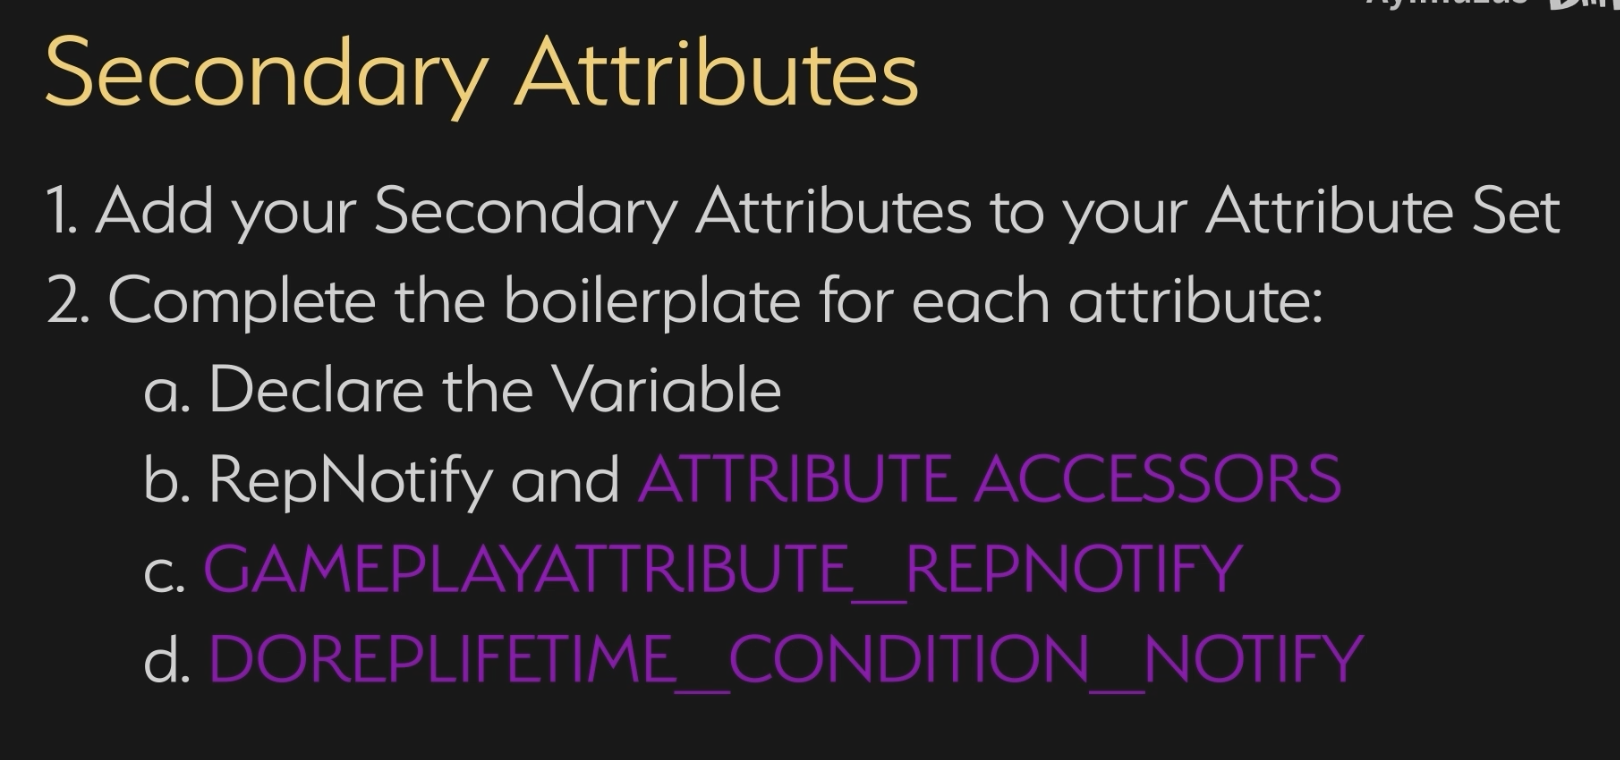 Secondary Attributes
1. Add your Secondary Attributes to your Attribute Set
2. Complete the boilerplate for each attribute:
a. Declare the Variable
b. RepNotify and ATTRIBUTE ACCESSORS
c. GAMEPLAYATTRIBUTE_REPNOTIFY
d. DOREPLIFETIME_CONDITION_NOTIFY